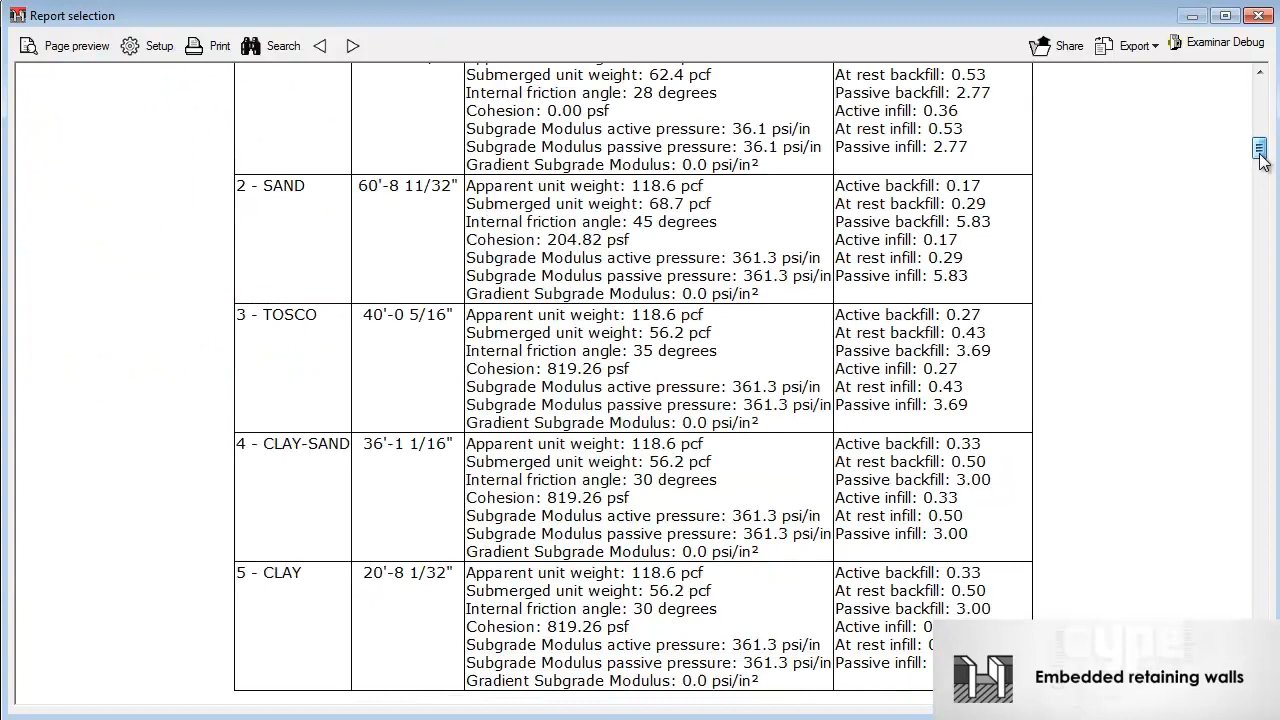 Report selection
Page preview Setup Print Search Share Export Examinar Debug
Submerged unit weight: 62.4 pcf At rest backfill: 0.53
Internal friction angle: 28 degrees Passive backfill: 2.77
Cohesion: 0.00 psf Active infill: 0.36
Subgrade Modulus active pressure: 36.1 psi/in At rest infill: 0.53
Subgrade Modulus passive pressure: 36.1 psi/in Passive infill: 2.77
Gradient Subgrade Modulus: 0.0 psi/in²
2 - SAND 60'-8 11/32" Apparent unit weight: 118.6 pcf Active backfill: 0.17
Submerged unit weight: 68.7 pcf At rest backfill: 0.29
Internal friction angle: 45 degrees Passive backfill: 5.83
Cohesion: 204.82 psf Active infill: 0.17
Subgrade Modulus active pressure: 361.3 psi/in At rest infill: 0.29
Subgrade Modulus passive pressure: 361.3 psi/in Passive infill: 5.83
Gradient Subgrade Modulus: 0.0 psi/in²
3 - TOSCO 40'-0 5/16" Apparent unit weight: 118.6 pcf Active backfill: 0.27
Submerged unit weight: 56.2 pcf At rest backfill: 0.43
Internal friction angle: 35 degrees Passive backfill: 3.69
Cohesion: 819.26 psf Active infill: 0.27
Subgrade Modulus active pressure: 361.3 psi/in At rest infill: 0.43
Subgrade Modulus passive pressure: 361.3 psi/in Passive infill: 3.69
Gradient Subgrade Modulus: 0.0 psi/in²
4 - CLAY-SAND 36'-1 1/16" Apparent unit weight: 118.6 pcf Active backfill: 0.33
Submerged unit weight: 56.2 pcf At rest backfill: 0.50
Internal friction angle: 30 degrees Passive backfill: 3.00
Cohesion: 819.26 psf Active infill: 0.33
Subgrade Modulus active pressure: 361.3 psi/in At rest infill: 0.50
Subgrade Modulus passive pressure: 361.3 psi/in Passive infill: 3.00
Gradient Subgrade Modulus: 0.0 psi/in²
5 - CLAY 20'-8 1/32" Apparent unit weight: 118.6 pcf Active backfill: 0.33
Submerged unit weight: 56.2 pcf At rest backfill: 0.50
Internal friction angle: 30 degrees Passive backfill: 3.00
Cohesion: 819.26 psf Active infill:
Subgrade Modulus active pressure: 361.3 psi/in At rest infill:
Subgrade Modulus passive pressure: 361.3 psi/in Passive infill:
Gradient Subgrade Modulus: 0.0 psi/in²
cype
Embedded retaining walls